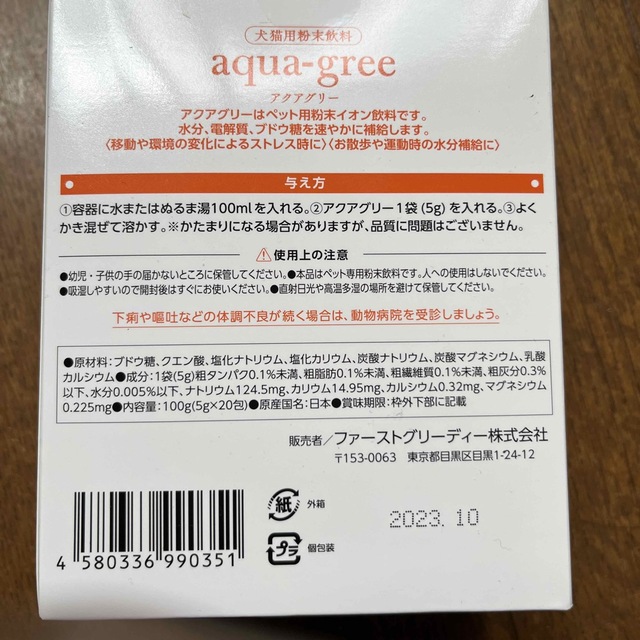 犬猫用粉末飲料
aqua-gree
アクアグリー
アクアグリーはペット用粉末イオン飲料です。
水分、電解質、ブドウ糖を速やかに補給します。
〈移動や環境の変化によるストレス時に〉〈お散歩や運動時の水分補給に〉
与え方
①容器に水またはぬるま湯100mlを入れる。②アクアグリー1袋(5g)を入れる。③よく
かき混ぜて溶かす。※かたまりになる場合がありますが、品質に問題はございません。
使用上の注意
●幼児・子供の手の届かないところに保管してください。●本品はペット専用粉末飲料です。人への使用はしないでください。
●吸湿しやすいので開封後はすぐにお使いください。●直射日光や高温多湿の場所を避けて保管してください。
下痢や嘔吐などの体調不良が続く場合は、動物病院を受診しましょう。
●原材料:ブドウ糖、クエン酸、塩化ナトリウム、塩化カリウム、炭酸ナトリウム、炭酸マグネシウム、乳酸
カルシウム●成分:1袋(5g)粗タンパク0.1%未満、粗脂肪0.1%未満、粗繊維質0.1%未満、粗灰分0.3%
以下、水分0.005%以下、ナトリウム124.5mg、カリウム14.95mg、カルシウム0.32mg、マグネシウム
0.225mg●内容量:100g(5g×20包)●原産国名:日本●賞味期限:枠外下部に記載
販売者/ファーストグリーディー株式会社
〒153-0063 東京都目黒区目黒1-24-12
紙 外箱
2023.10
プラ 個包装
4 580336 990351